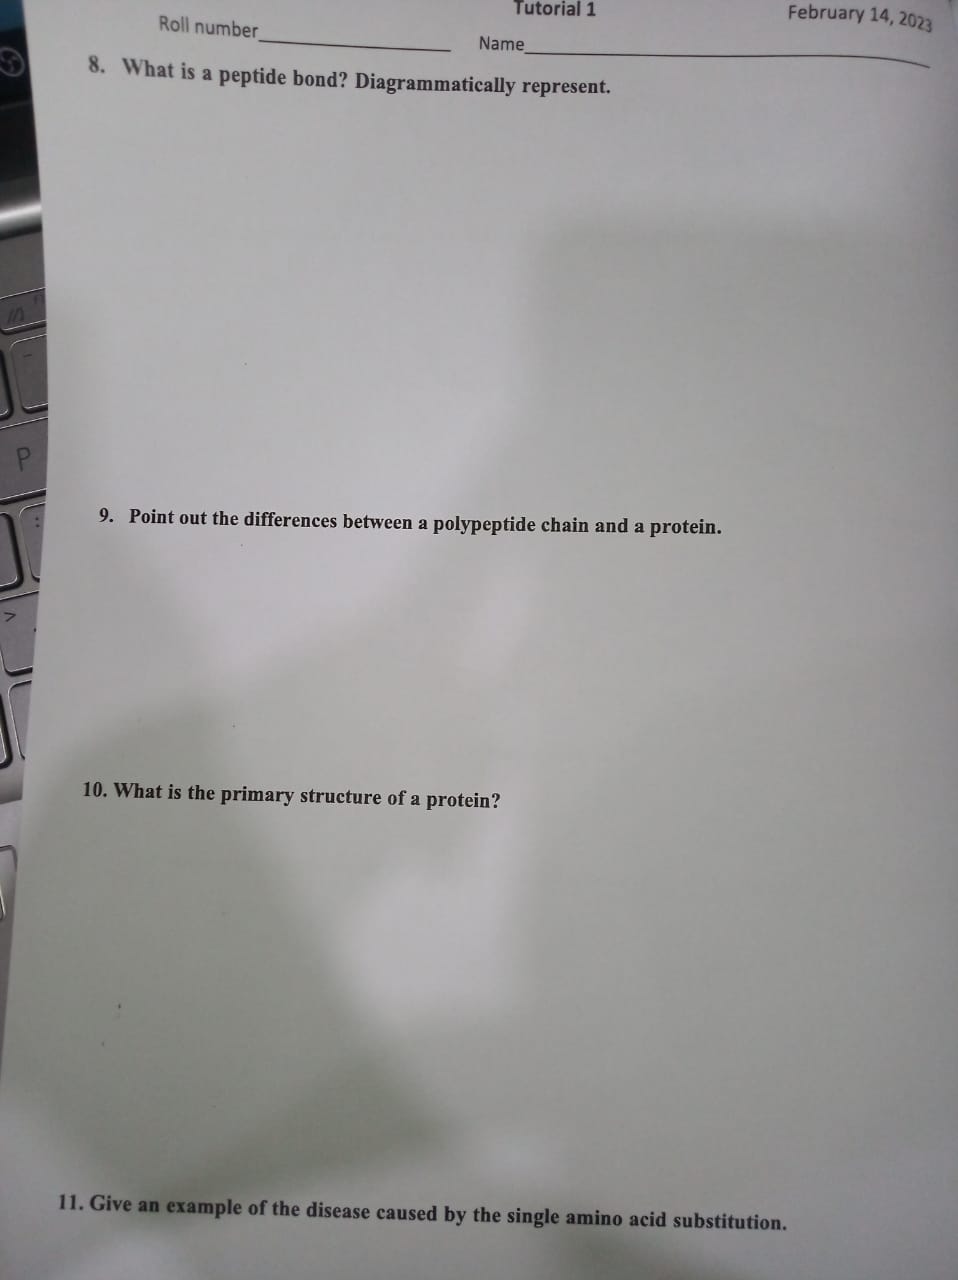 Tutorial 1
February 14, 2023
Roll number
Name
8. What is a peptide bond? Diagrammatically represent.
9. Point out the differences between a polypeptide chain and a protein.
10. What is the primary structure of a protein?
11. Give an example of the disease caused by the single amino acid substitution.
P